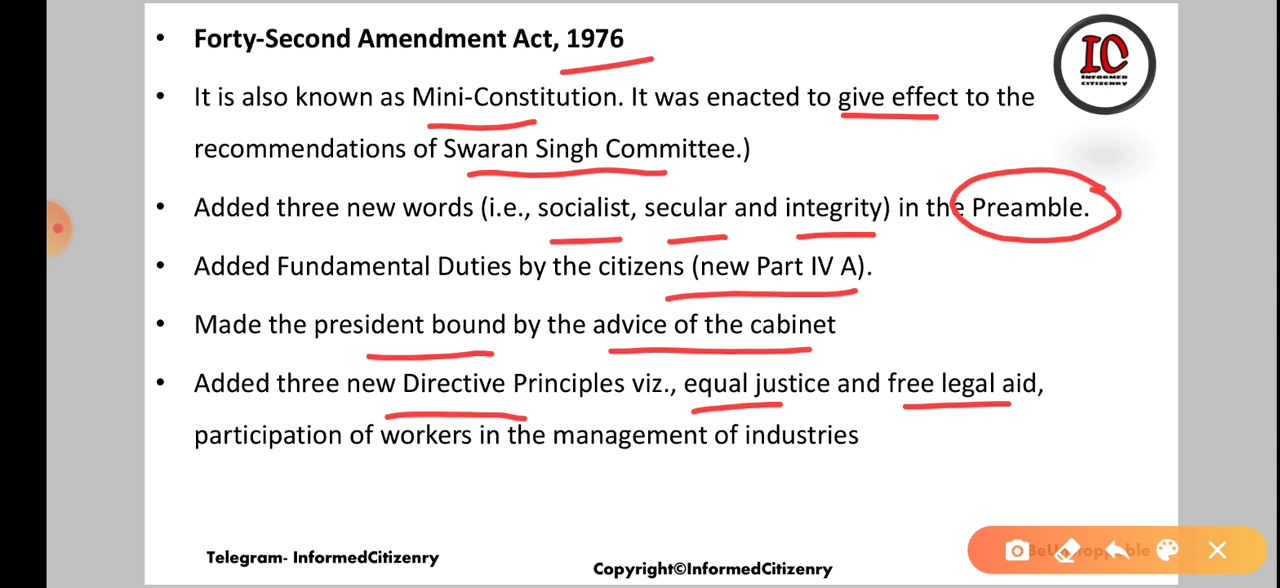 • Forty-Second Amendment Act, 1976
IC
INFORMED
CITIZENRY
• It is also known as Mini-Constitution. It was enacted to give effect to the
recommendations of Swaran Singh Committee.)
• Added three new words (i.e., socialist, secular and integrity) in the Preamble.
• Added Fundamental Duties by the citizens (new Part IV A).
• Made the president bound by the advice of the cabinet
• Added three new Directive Principles viz., equal justice and free legal aid,
participation of workers in the management of industries
Telegram- InformedCitizenry
Copyright©InformedCitizenry